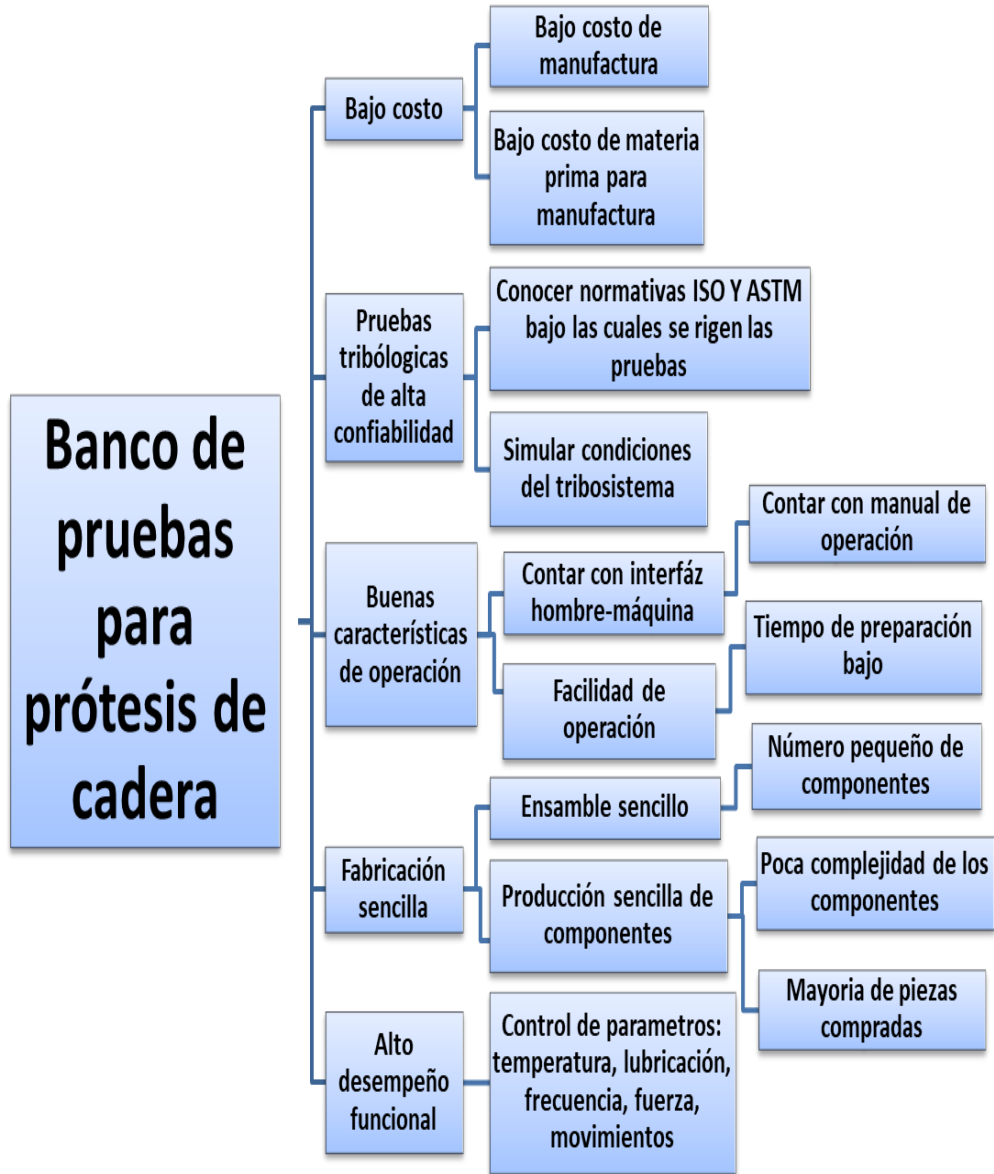 Banco de
pruebas
para
prótesis de
cadera
Bajo costo
Bajo costo de
manufactura
Bajo costo de materia
prima para
manufactura
Pruebas
tribólogicas
de alta
confiabilidad
Conocer normativas ISO Y ASTM
bajo las cuales se rigen las
pruebas
Simular condiciones
del tribosistema
Buenas
características
de operación
Contar con interfáz
hombre-máquina
Contar con manual de
operación
Facilidad de
operación
Tiempo de preparación
bajo
Fabricación
sencilla
Ensamble sencillo
Número pequeño de
componentes
Producción sencilla de
componentes
Poca complejidad de los
componentes
Mayoria de piezas
compradas
Alto
desempeño
funcional
Control de parametros:
temperatura, lubricación,
frecuencia, fuerza,
movimientos